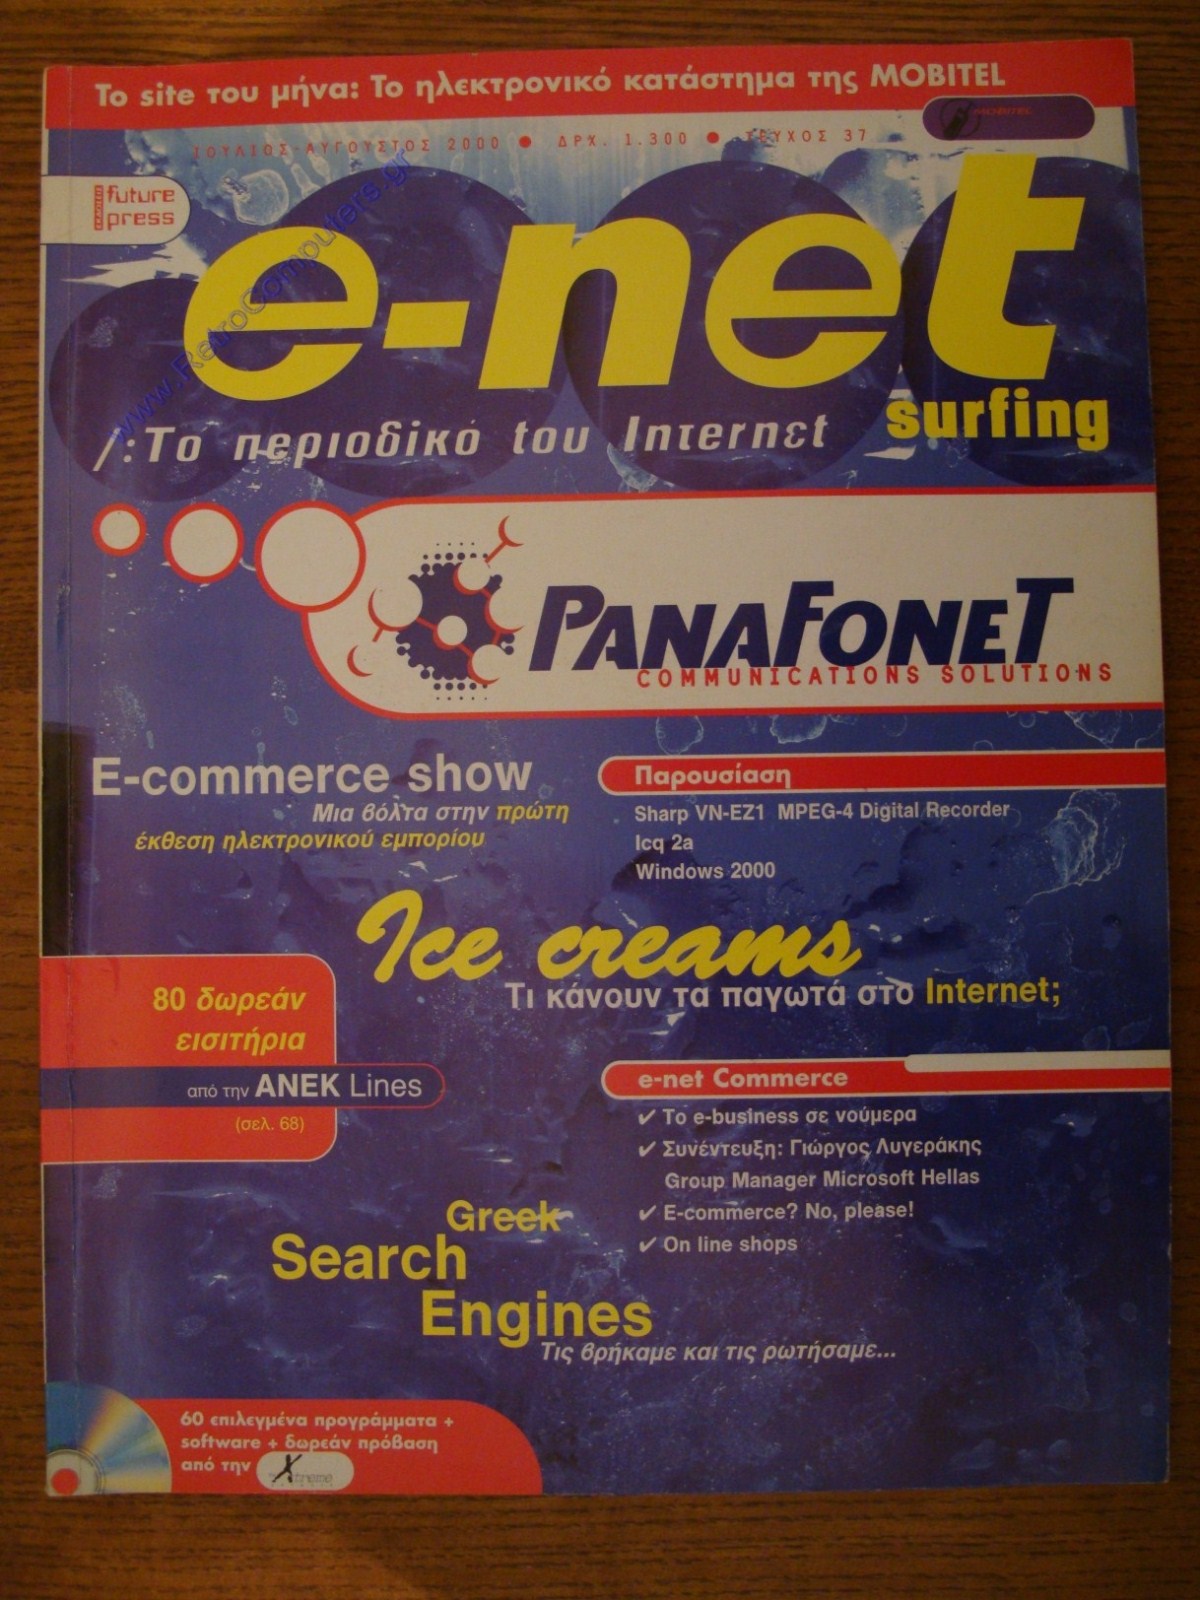 Το site του μήνα: Το ηλεκτρονικό κατάστημα της MOBITEL
MOBITEL
ΙΟΥΛΙΟΣ-ΑΥΓΟΥΣΤΟΣ 2000 ● ΔΡΧ. 1.300 ● ΤΕΥΧΟΣ 37
ΕΚΔΟΣΕΙΣ
future
press
e-net
surfing
/:Το περιοδικό του Internet
www.RetroComputers.gr
PANAFONET
COMMUNICATIONS SOLUTIONS
E-commerce show
Μια βόλτα στην πρώτη
έκθεση ηλεκτρονικού εμπορίου
Παρουσίαση
Sharp VN-EZ1 MPEG-4 Digital Recorder
Icq 2a
Windows 2000
Ice creams
Τι κάνουν τα παγωτά στο Internet;
80 δωρεάν
εισιτήρια
από την ANEK Lines
(σελ. 68)
e-net Commerce
✔ Το e-business σε νούμερα
✔ Συνέντευξη: Γιώργος Λυγεράκης
Group Manager Microsoft Hellas
✔ E-commerce? No, please!
✔ On line shops
Greek
Search
Engines
Τις βρήκαμε και τις ρωτήσαμε...
60 επιλεγμένα προγράμματα +
software + δωρεάν πρόβαση
από την Xtreme